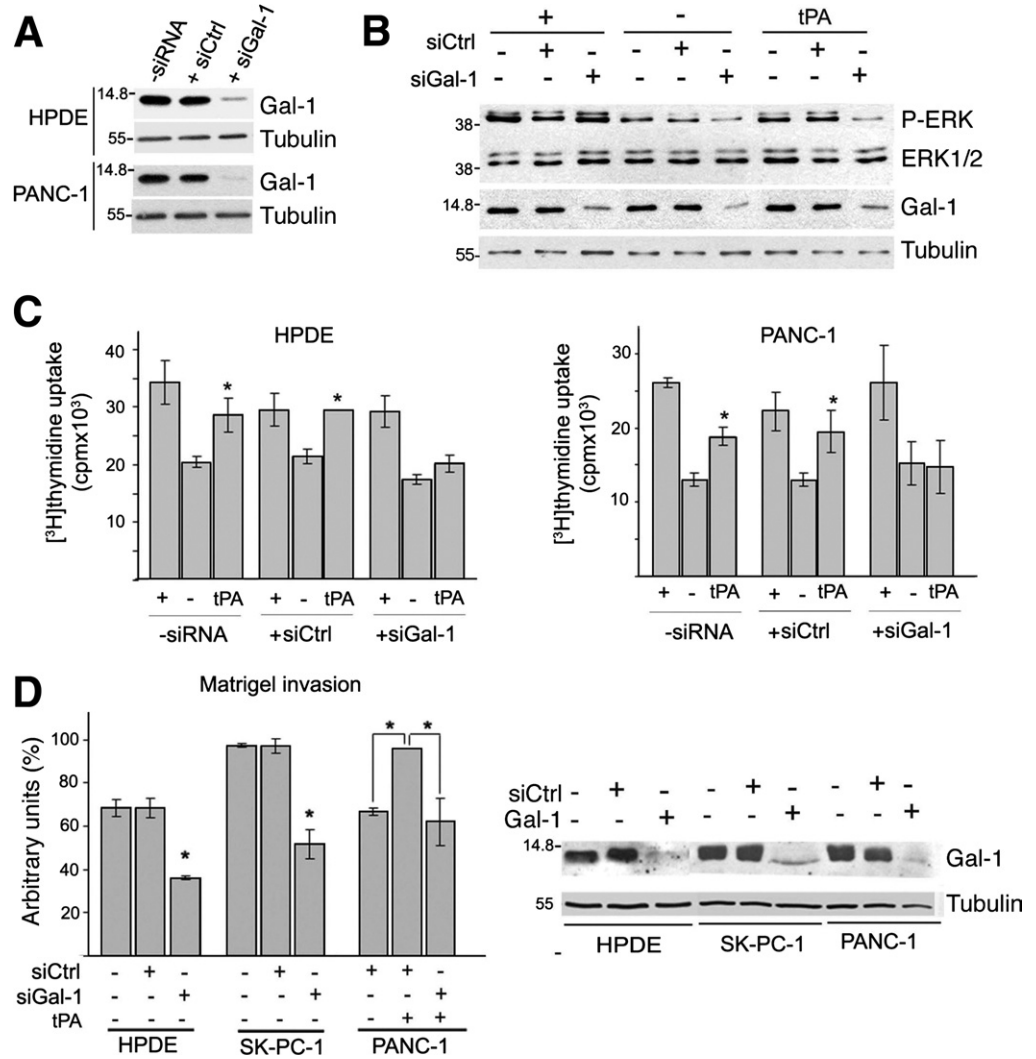 A
-siRNA
+ siCtrl
+ siGal-1
HPDE
14.8-
Gal-1
55-
Tubulin
PANC-1
14.8-
Gal-1
55-
Tubulin
B
+ - tPA
siCtrl - + - - + - - + -
siGal-1 - - + - - + - - +
38-
P-ERK
38-
ERK1/2
14.8-
Gal-1
55-
Tubulin
C
HPDE
[³H]thymidine uptake
(cpmx10³)
40
30
20
10
+ - tPA + - tPA + - tPA
-siRNA +siCtrl +siGal-1
PANC-1
[³H]thymidine uptake
(cpmx10³)
30
20
10
* *
+ - tPA + - tPA + - tPA
-siRNA +siCtrl +siGal-1
D
Matrigel invasion
Arbitrary units (%)
100
80
60
40
20
* * * *
siCtrl - + - - + - + + -
siGal-1 - - + - - + - - +
tPA - - - - - - - + +
HPDE SK-PC-1 PANC-1
siCtrl - + - - + - - + -
Gal-1 - - + - - + - - +
14.8-
Gal-1
55
Tubulin
-
HPDE SK-PC-1 PANC-1